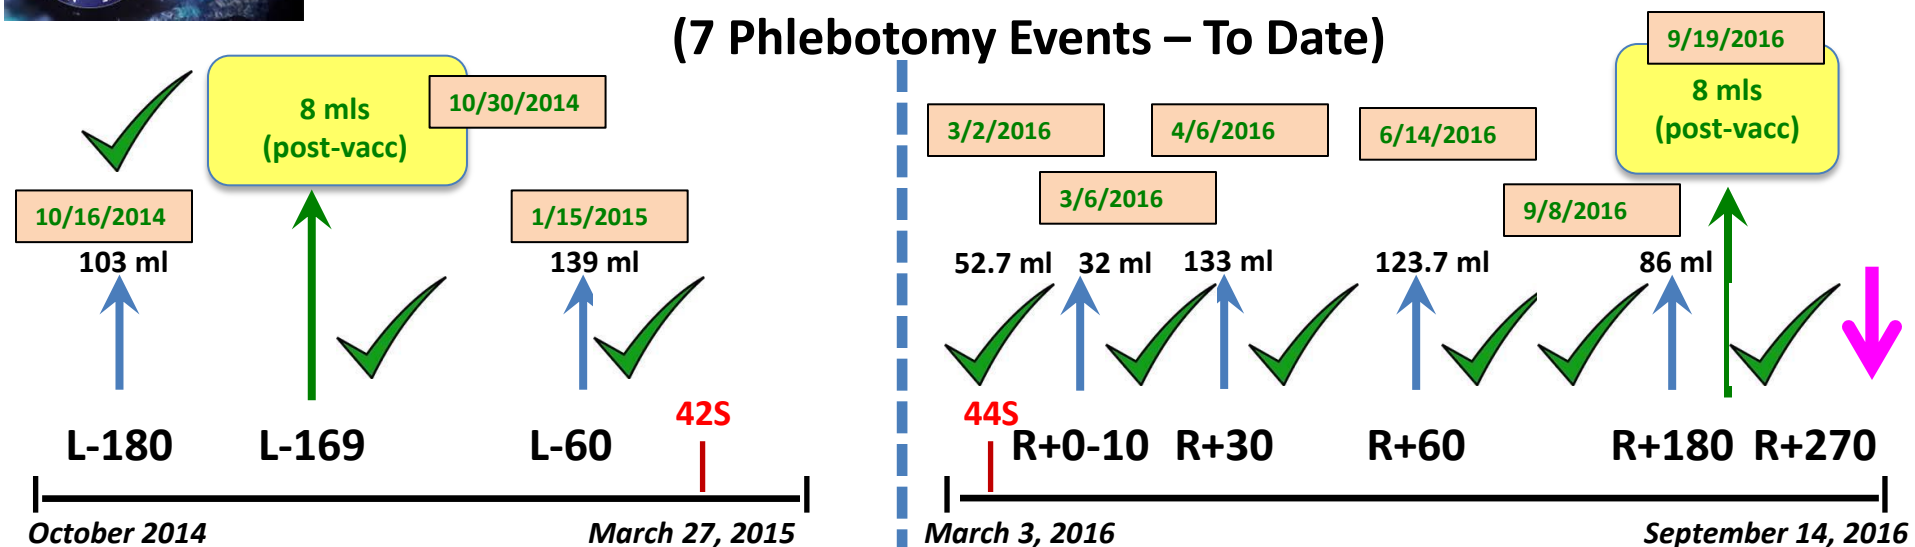 (7 Phlebotomy Events – To Date)
10/16/2014
103 ml
8 mls
(post-vacc)
10/30/2014
1/15/2015
139 ml
3/2/2016
52.7 ml
3/6/2016
32 ml
4/6/2016
133 ml
6/14/2016
123.7 ml
9/8/2016
86 ml
9/19/2016
8 mls
(post-vacc)
42S
44S
L-180
L-169
L-60
R+0-10
R+30
R+60
R+180
R+270
October 2014
March 27, 2015
March 3, 2016
September 14, 2016